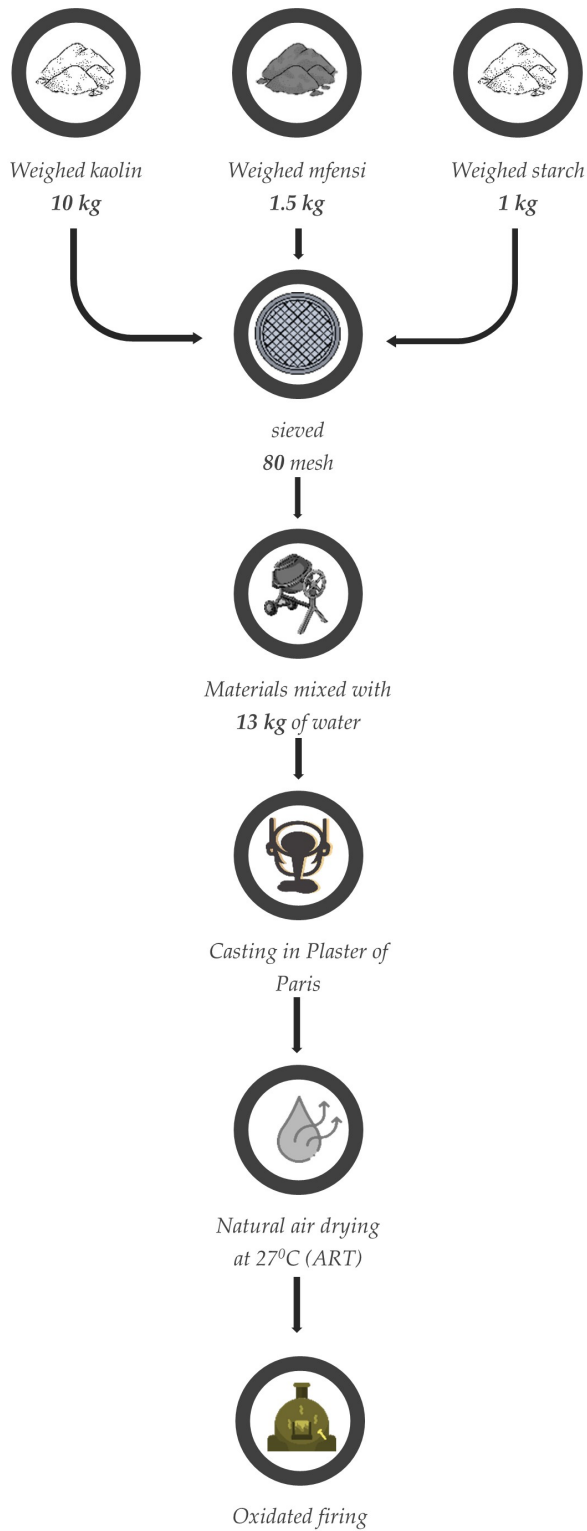 Weighed kaolin
10 kg
Weighed mfensi
1.5 kg
Weighed starch
1 kg
sieved
80 mesh
Materials mixed with
13 kg of water
Casting in Plaster of
Paris
Natural air drying
at 27⁰C (ART)
Oxidated firing